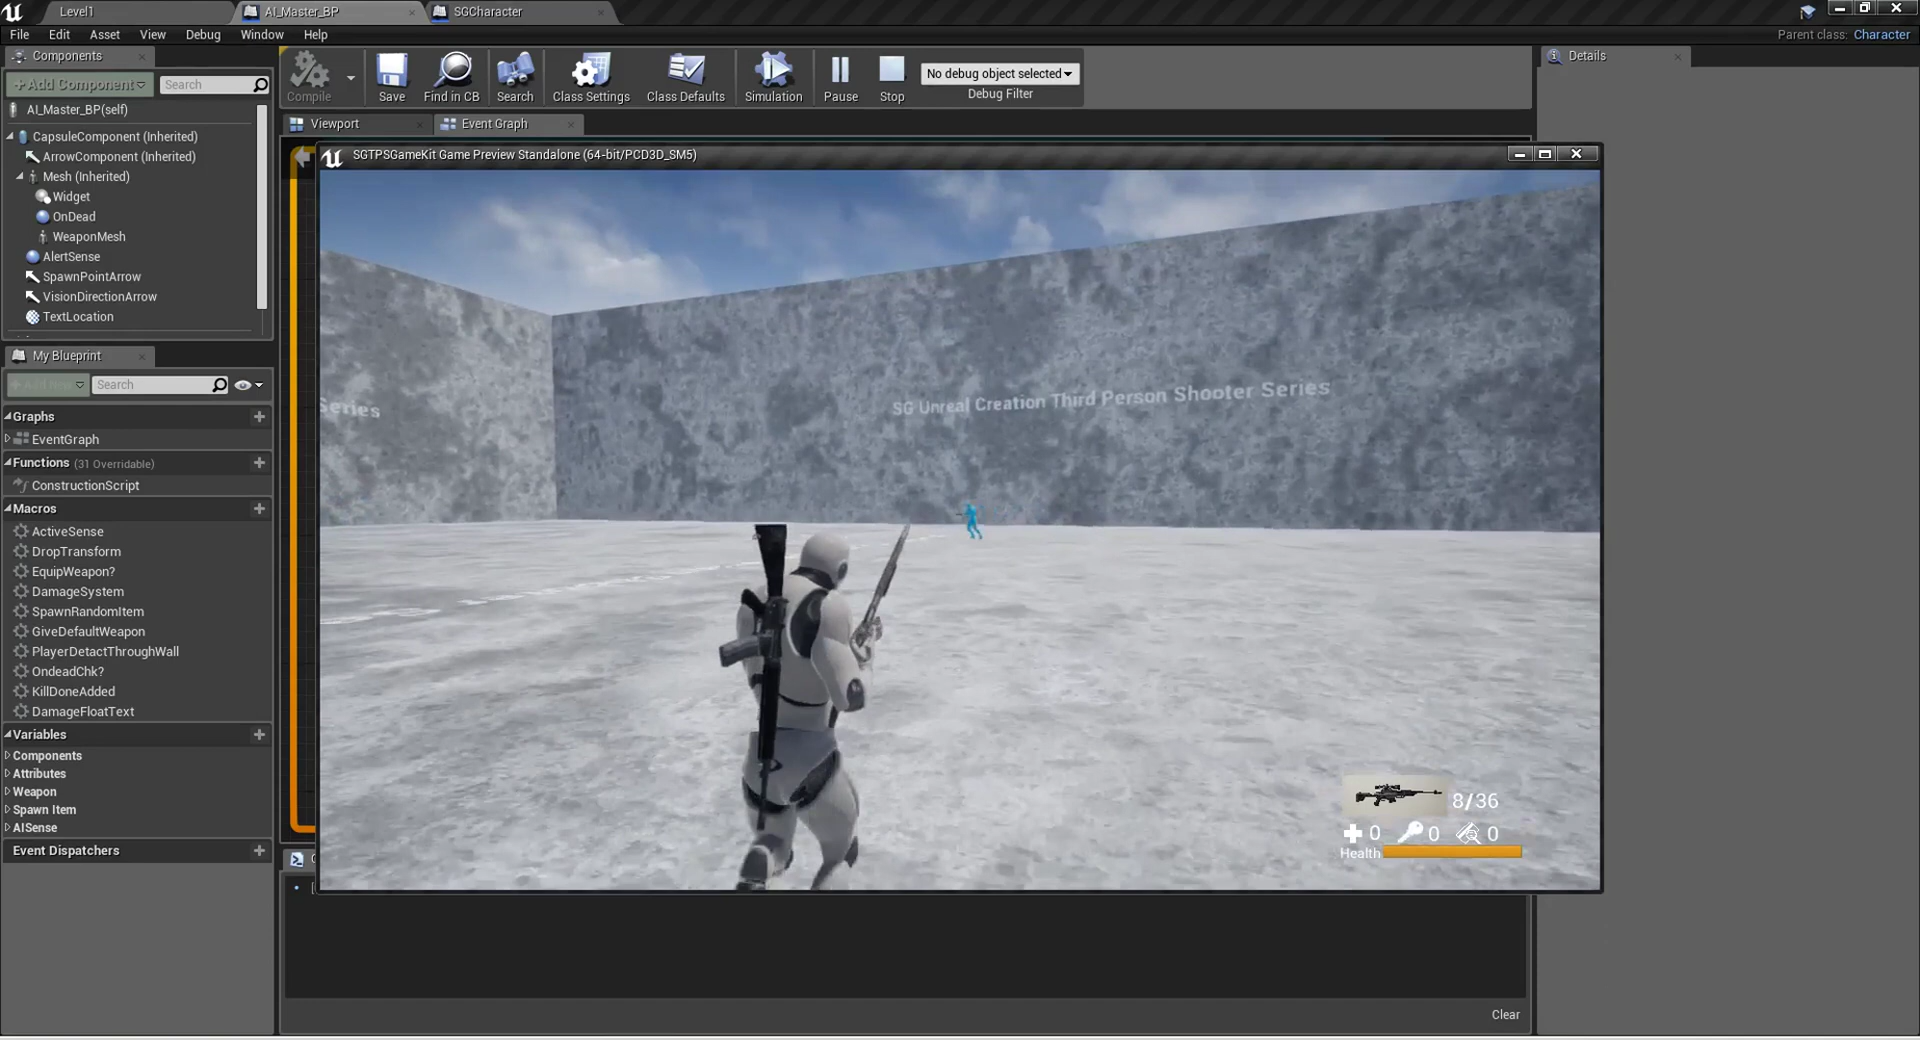 Level1
AI_Master_BP
SGCharacter
File
Edit
Asset
View
Debug
Window
Help
Parent class: Character
Components
+Add Component
Search
AI_Master_BP(self)
CapsuleComponent (Inherited)
ArrowComponent (Inherited)
Mesh (Inherited)
Widget
OnDead
WeaponMesh
AlertSense
SpawnPointArrow
VisionDirectionArrow
TextLocation
Compile
Save
Find in CB
Search
Class Settings
Class Defaults
Simulation
Pause
Stop
No debug object selected
Debug Filter
Details
Viewport
Event Graph
SGTPSGameKit Game Preview Standalone (64-bit/PCD3D_SM5)
Series
SG Unreal Creation Third Person Shooter Series
8/36
0
0
0
Health
My Blueprint
+Add New
Search
Graphs
EventGraph
Functions (31 Overridable)
ConstructionScript
Macros
ActiveSense
DropTransform
EquipWeapon?
DamageSystem
SpawnRandomItem
GiveDefaultWeapon
PlayerDetactThroughWall
OndeadChk?
KillDoneAdded
DamageFloatText
Variables
Components
Attributes
Weapon
Spawn Item
AISense
Event Dispatchers
Clear